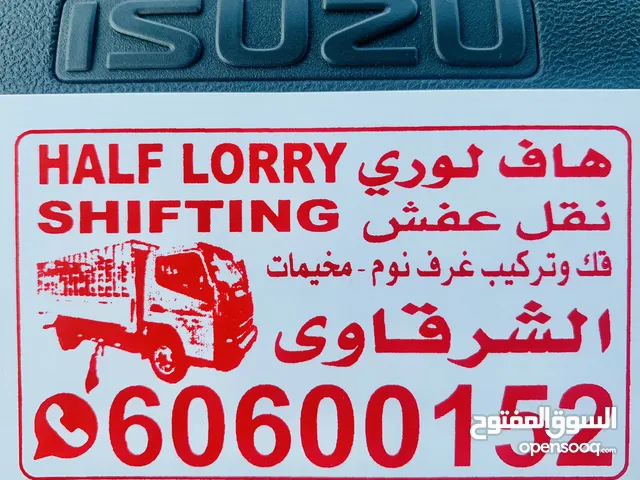 ISUZU
HALF LORRY هاف لوري
SHIFTING نقل عفش
فك وتركيب غرف نوم - مخيمات
الشرقاوى
60600152
السوق المفتوح
opensooq.com